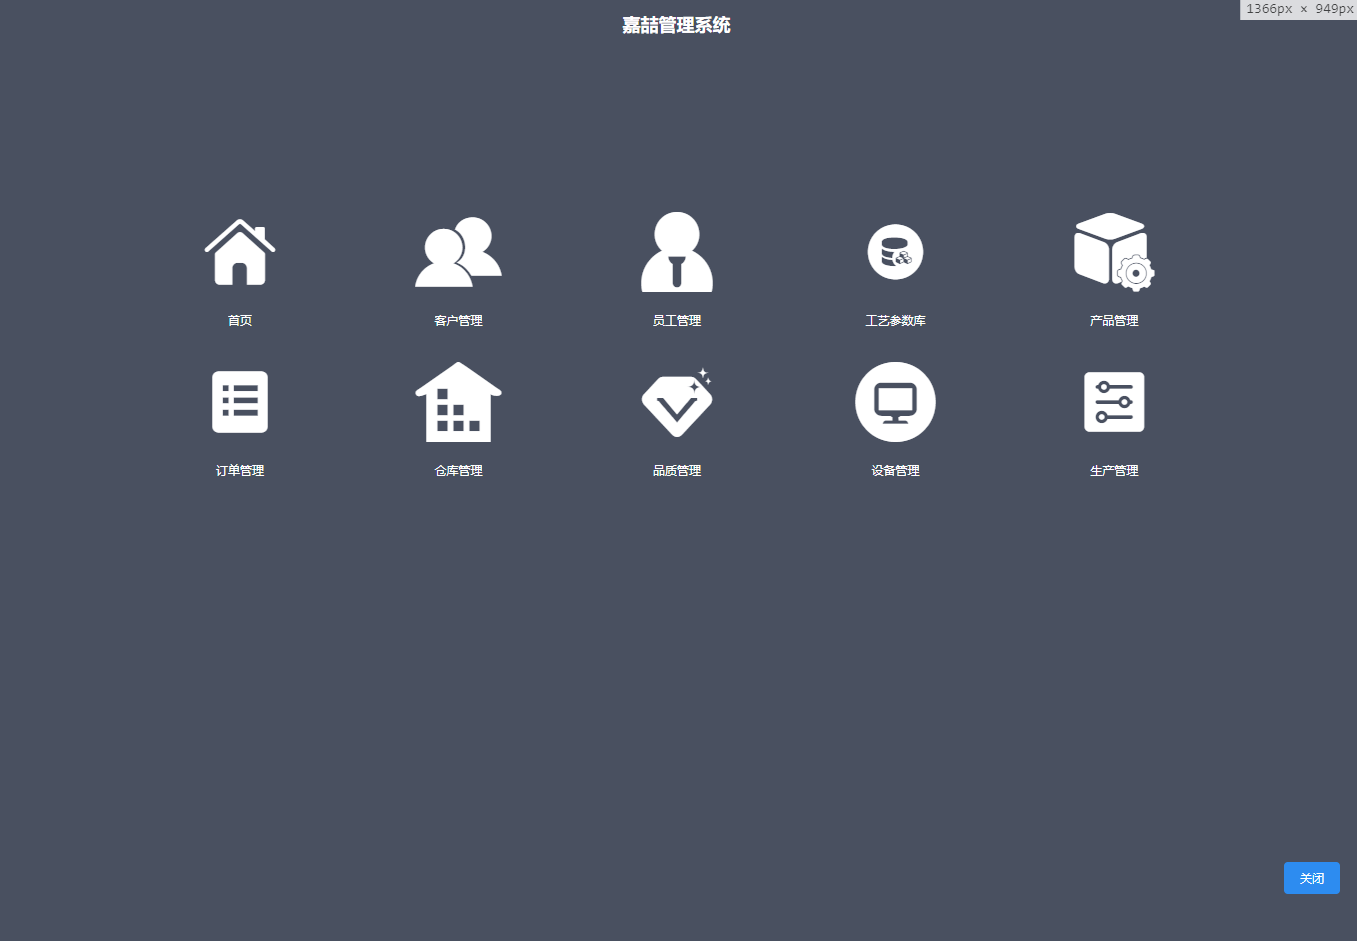 嘉喆管理系统
1366px × 949px
首页
客户管理
员工管理
工艺参数库
产品管理
订单管理
仓库管理
品质管理
设备管理
生产管理
关闭